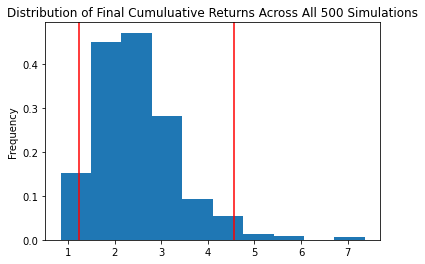 Distribution of Final Cumuluative Returns Across All 500 Simulations
Frequency
0.4
0.3
0.2
0.1
0.0
1 2 3 4 5 6 7